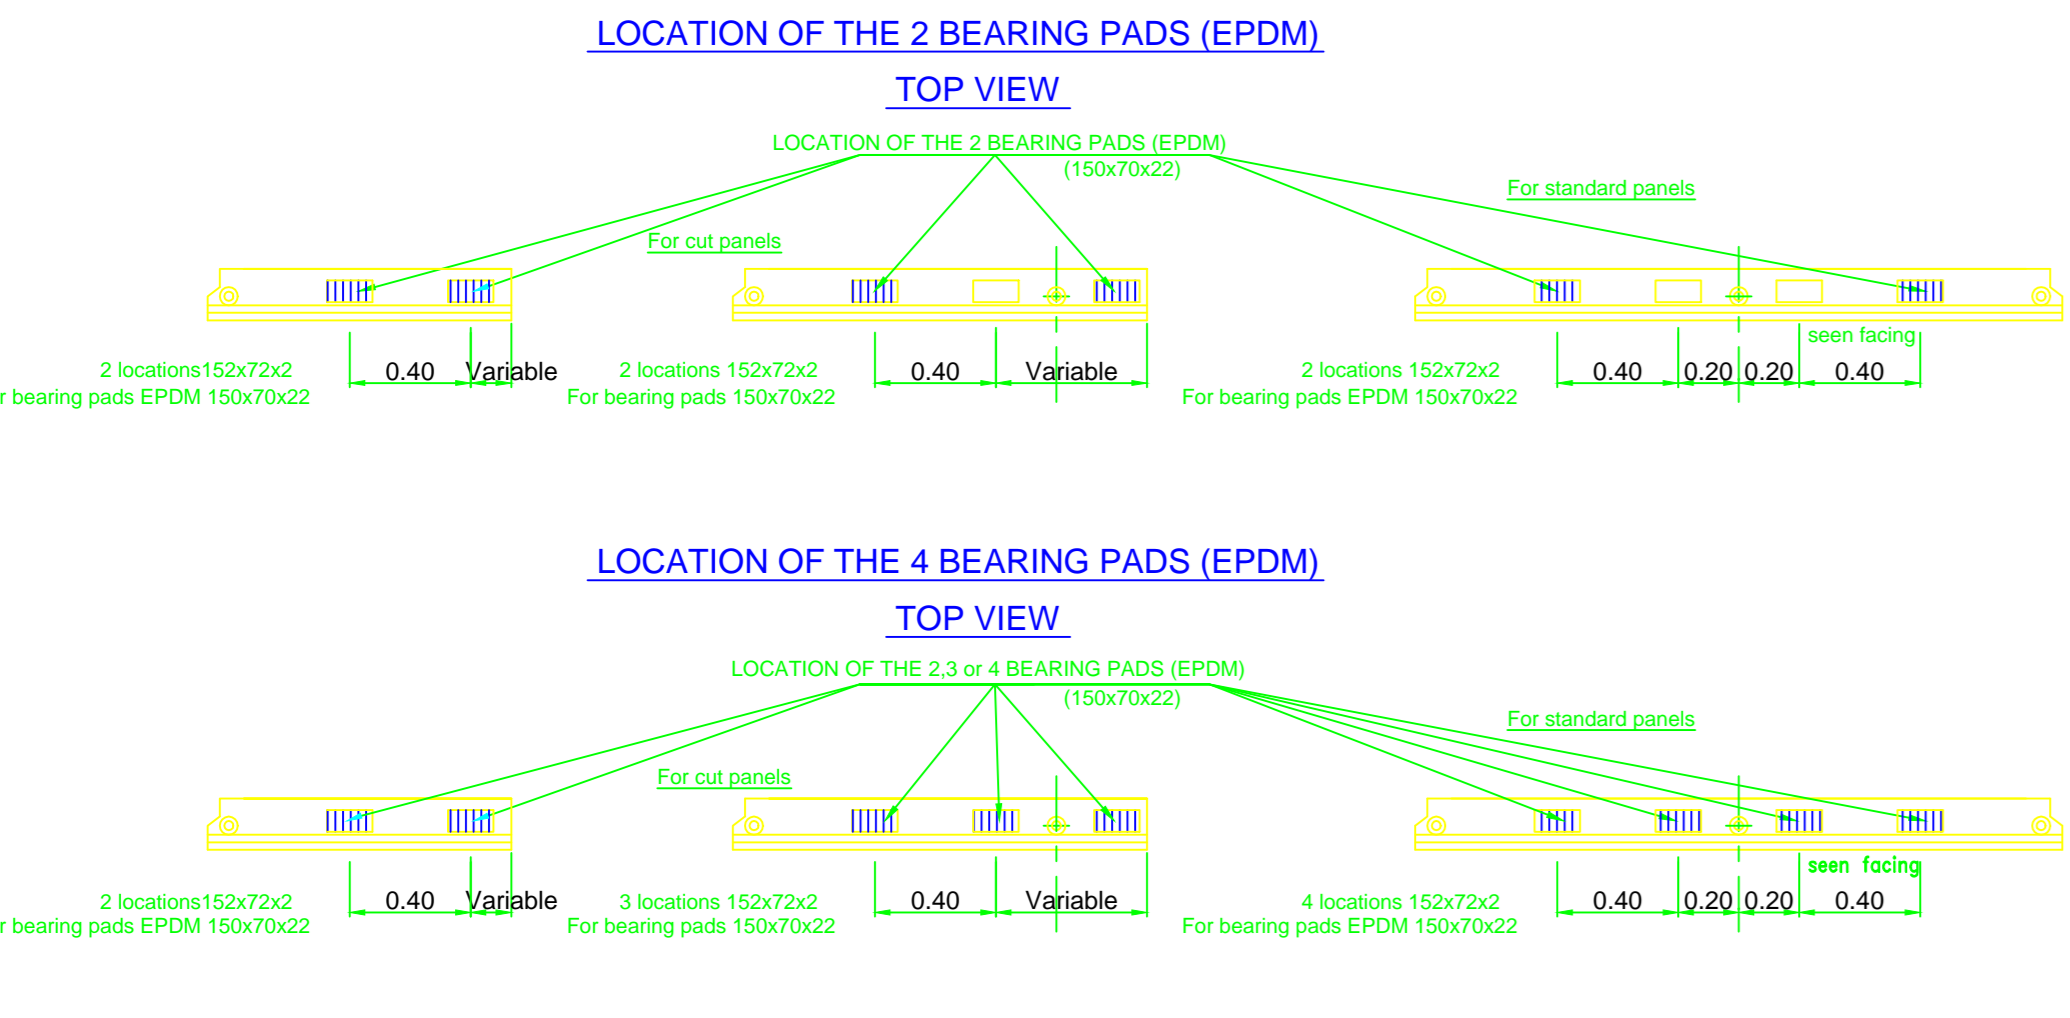 LOCATION OF THE 2 BEARING PADS (EPDM)
TOP VIEW
LOCATION OF THE 2 BEARING PADS (EPDM)
(150x70x22)
For standard panels
For cut panels
seen facing
2 locations152x72x2
r bearing pads EPDM 150x70x22
0.40 Variable
2 locations 152x72x2
For bearing pads 150x70x22
0.40 Variable
2 locations 152x72x2
For bearing pads EPDM 150x70x22
0.40 0.20 0.20 0.40
LOCATION OF THE 4 BEARING PADS (EPDM)
TOP VIEW
LOCATION OF THE 2,3 or 4 BEARING PADS (EPDM)
(150x70x22)
For standard panels
For cut panels
seen facing
2 locations152x72x2
r bearing pads EPDM 150x70x22
0.40 Variable
3 locations 152x72x2
For bearing pads 150x70x22
0.40 Variable
4 locations 152x72x2
For bearing pads EPDM 150x70x22
0.40 0.20 0.20 0.40